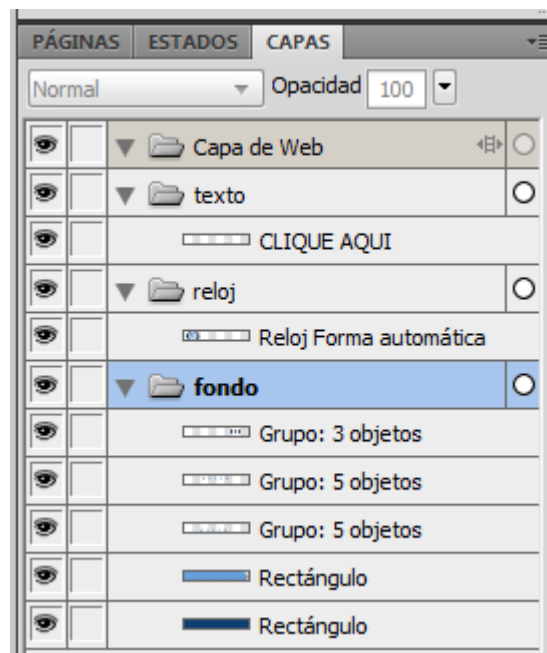 PÁGINAS ESTADOS CAPAS
Normal Opacidad 100
Capa de Web
texto
CLIQUE AQUI
reloj
Reloj Forma automática
fondo
Grupo: 3 objetos
Grupo: 5 objetos
Grupo: 5 objetos
Rectángulo
Rectángulo